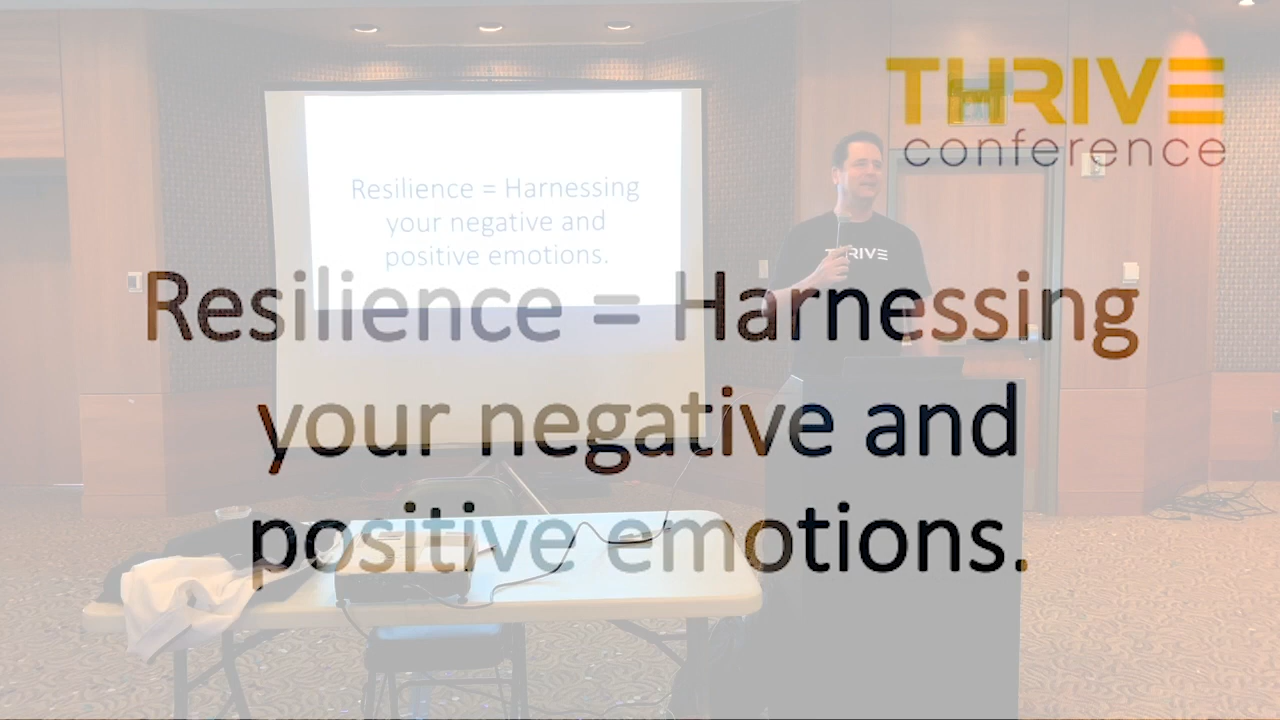 THRIVE
conference
Resilience = Harnessing
your negative and
positive emotions.
THRIVE
Resilience = Harnessing
your negative and
positive emotions.